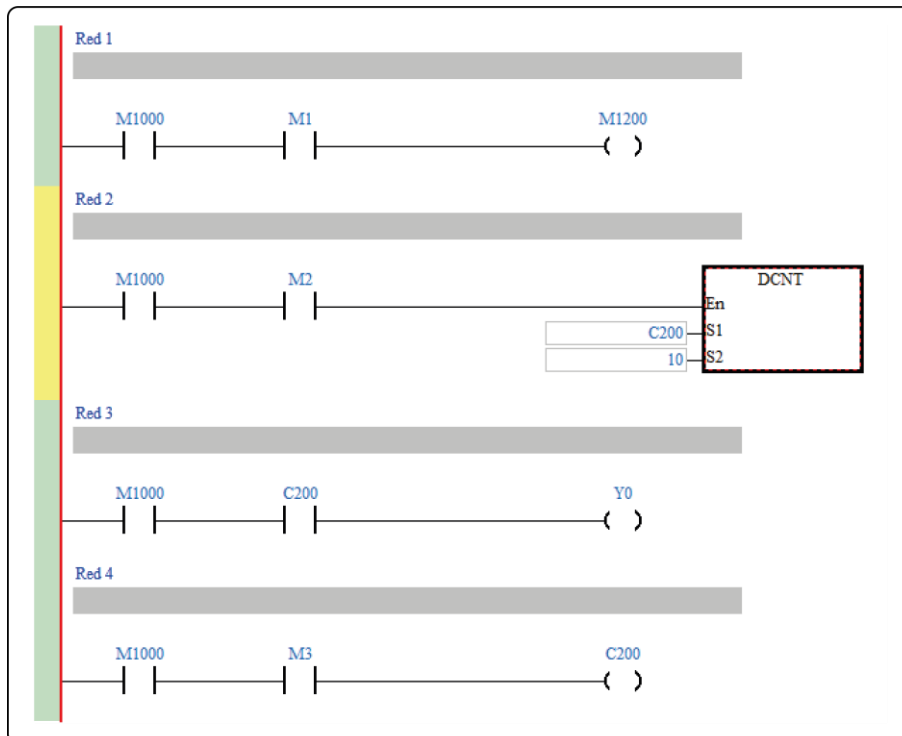 Red 1
M1000 M1 M1200
Red 2
M1000 M2 DCNT
En
C200 S1
10 S2
Red 3
M1000 C200 Y0
Red 4
M1000 M3 C200